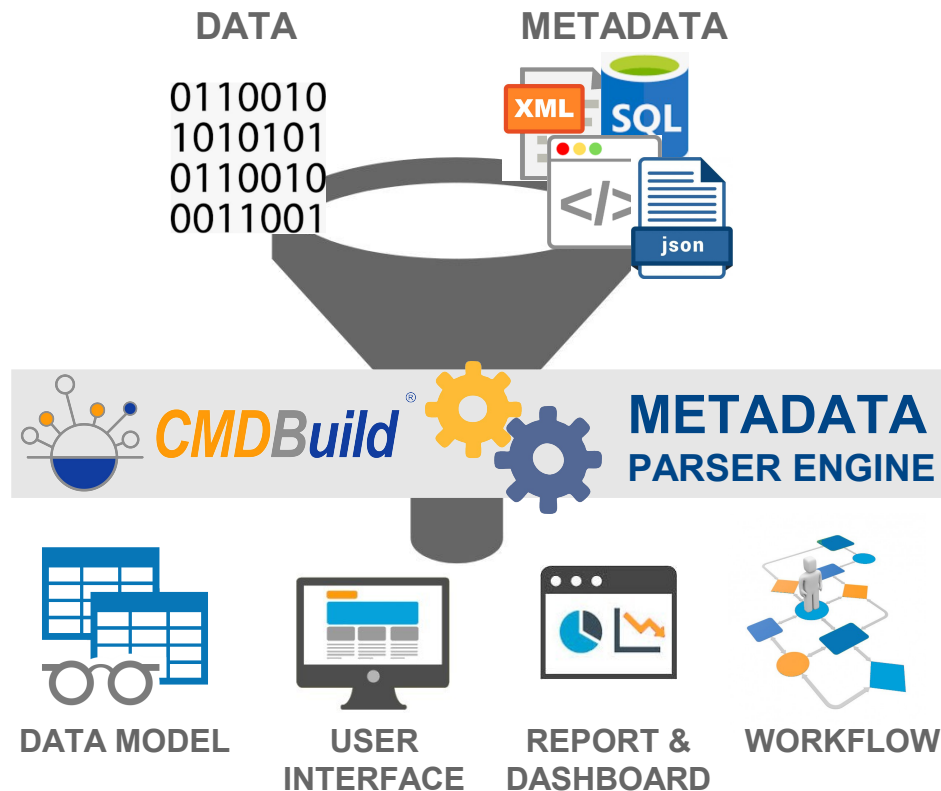 DATA
METADATA
0110010
1010101
0110010
0011001
XML
SQL
</>
json
CMDBuild®
METADATA
PARSER ENGINE
DATA MODEL
USER
INTERFACE
REPORT &
DASHBOARD
WORKFLOW